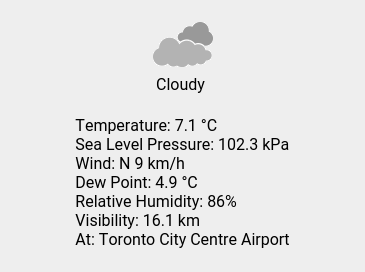 Cloudy
Temperature: 7.1 °C
Sea Level Pressure: 102.3 kPa
Wind: N 9 km/h
Dew Point: 4.9 °C
Relative Humidity: 86%
Visibility: 16.1 km
At: Toronto City Centre Airport